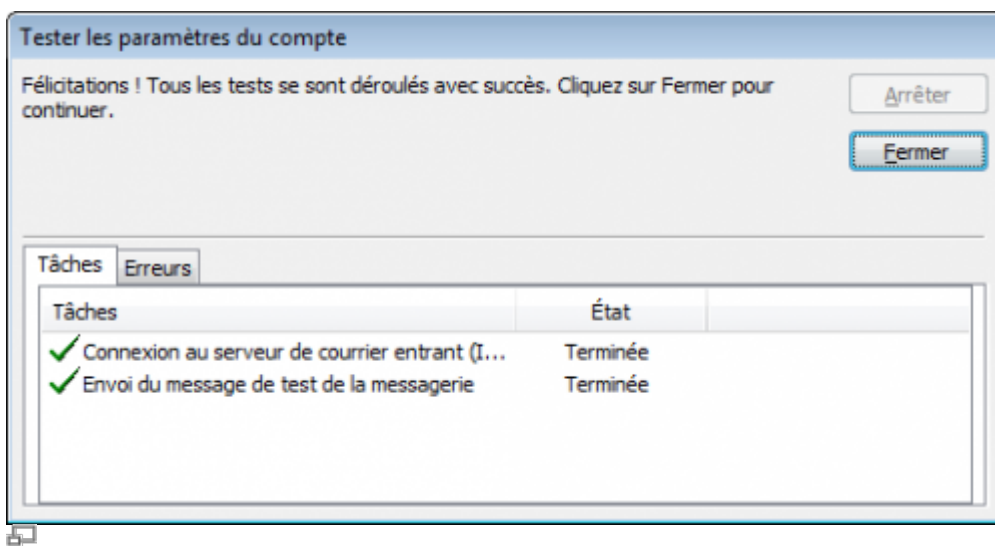 Tester les paramètres du compte
Félicitations ! Tous les tests se sont déroulés avec succès. Cliquez sur Fermer pour
continuer.
Arrêter
Fermer
Tâches Erreurs
Tâches État
Connexion au serveur de courrier entrant (I... Terminée
Envoi du message de test de la messagerie Terminée